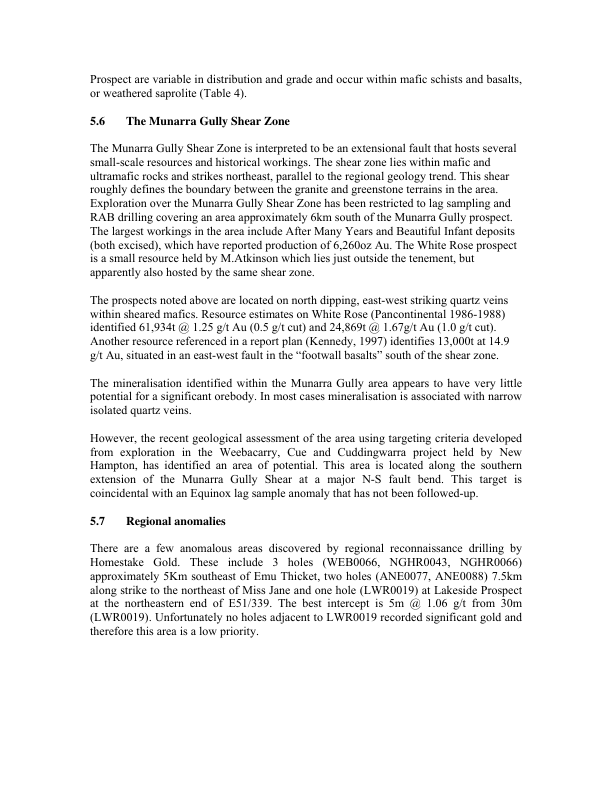 Prospect are variable in distribution and grade and occur within mafic schists and basalts,
or weathered saprolite (Table 4).
5.6 The Munarra Gully Shear Zone
The Munarra Gully Shear Zone is interpreted to be an extensional fault that hosts several
small-scale resources and historical workings. The shear zone lies within mafic and
ultramafic rocks and strikes northeast, parallel to the regional geology trend. This shear
roughly defines the boundary between the granite and greenstone terrains in the area.
Exploration over the Munarra Gully Shear Zone has been restricted to lag sampling and
RAB drilling covering an area approximately 6km south of the Munarra Gully prospect.
The largest workings in the area include After Many Years and Beautiful Infant deposits
(both excised), which have reported production of 6,260oz Au. The White Rose prospect
is a small resource held by M.Atkinson which lies just outside the tenement, but
apparently also hosted by the same shear zone.
The prospects noted above are located on north dipping, east-west striking quartz veins
within sheared mafics. Resource estimates on White Rose (Pancontinental 1986-1988)
identified 61,934t @ 1.25 g/t Au (0.5 g/t cut) and 24,869t @ 1.67g/t Au (1.0 g/t cut).
Another resource referenced in a report plan (Kennedy, 1997) identifies 13,000t at 14.9
g/t Au, situated in an east-west fault in the “footwall basalts” south of the shear zone.
The mineralisation identified within the Munarra Gully area appears to have very little
potential for a significant orebody. In most cases mineralisation is associated with narrow
isolated quartz veins.
However, the recent geological assessment of the area using targeting criteria developed
from exploration in the Weebacarry, Cue and Cuddingwarra project held by New
Hampton, has identified an area of potential. This area is located along the southern
extension of the Munarra Gully Shear at a major N-S fault bend. This target is
coincidental with an Equinox lag sample anomaly that has not been followed-up.
5.7 Regional anomalies
There are a few anomalous areas discovered by regional reconnaissance drilling by
Homestake Gold. These include 3 holes (WEB0066, NGHR0043, NGHR0066)
approximately 5Km southeast of Emu Thicket, two holes (ANE0077, ANE0088) 7.5km
along strike to the northeast of Miss Jane and one hole (LWR0019) at Lakeside Prospect
at the northeastern end of E51/339. The best intercept is 5m @ 1.06 g/t from 30m
(LWR0019). Unfortunately no holes adjacent to LWR0019 recorded significant gold and
therefore this area is a low priority.